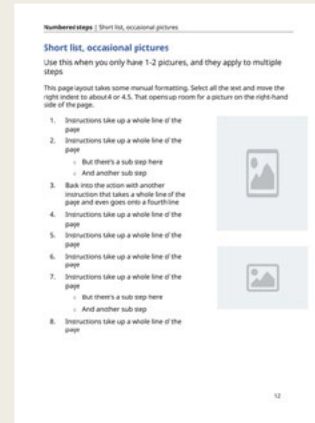 Numbered steps | Short list, occasional pictures
Short list, occasional pictures
Use this when you only have 1-2 pictures, and they apply to multiple
steps
This page layout takes some manual formatting. Select all the text and move the
right indent to about 4 or 4.5. That opens up room for a picture on the right-hand
side of the page.
1. Instructions take up a whole line of the
page
2. Instructions take up a whole line of the
page
But there's a sub step here
And another sub step
3. Back into the action with another
instruction that takes a whole line of the
page and even goes onto a fourth line
4. Instructions take up a whole line of the
page
5. Instructions take up a whole line of the
page
6. Instructions take up a whole line of the
page
7. Instructions take up a whole line of the
page
But there's a sub step here
And another sub step
8. Instructions take up a whole line of the
page
12